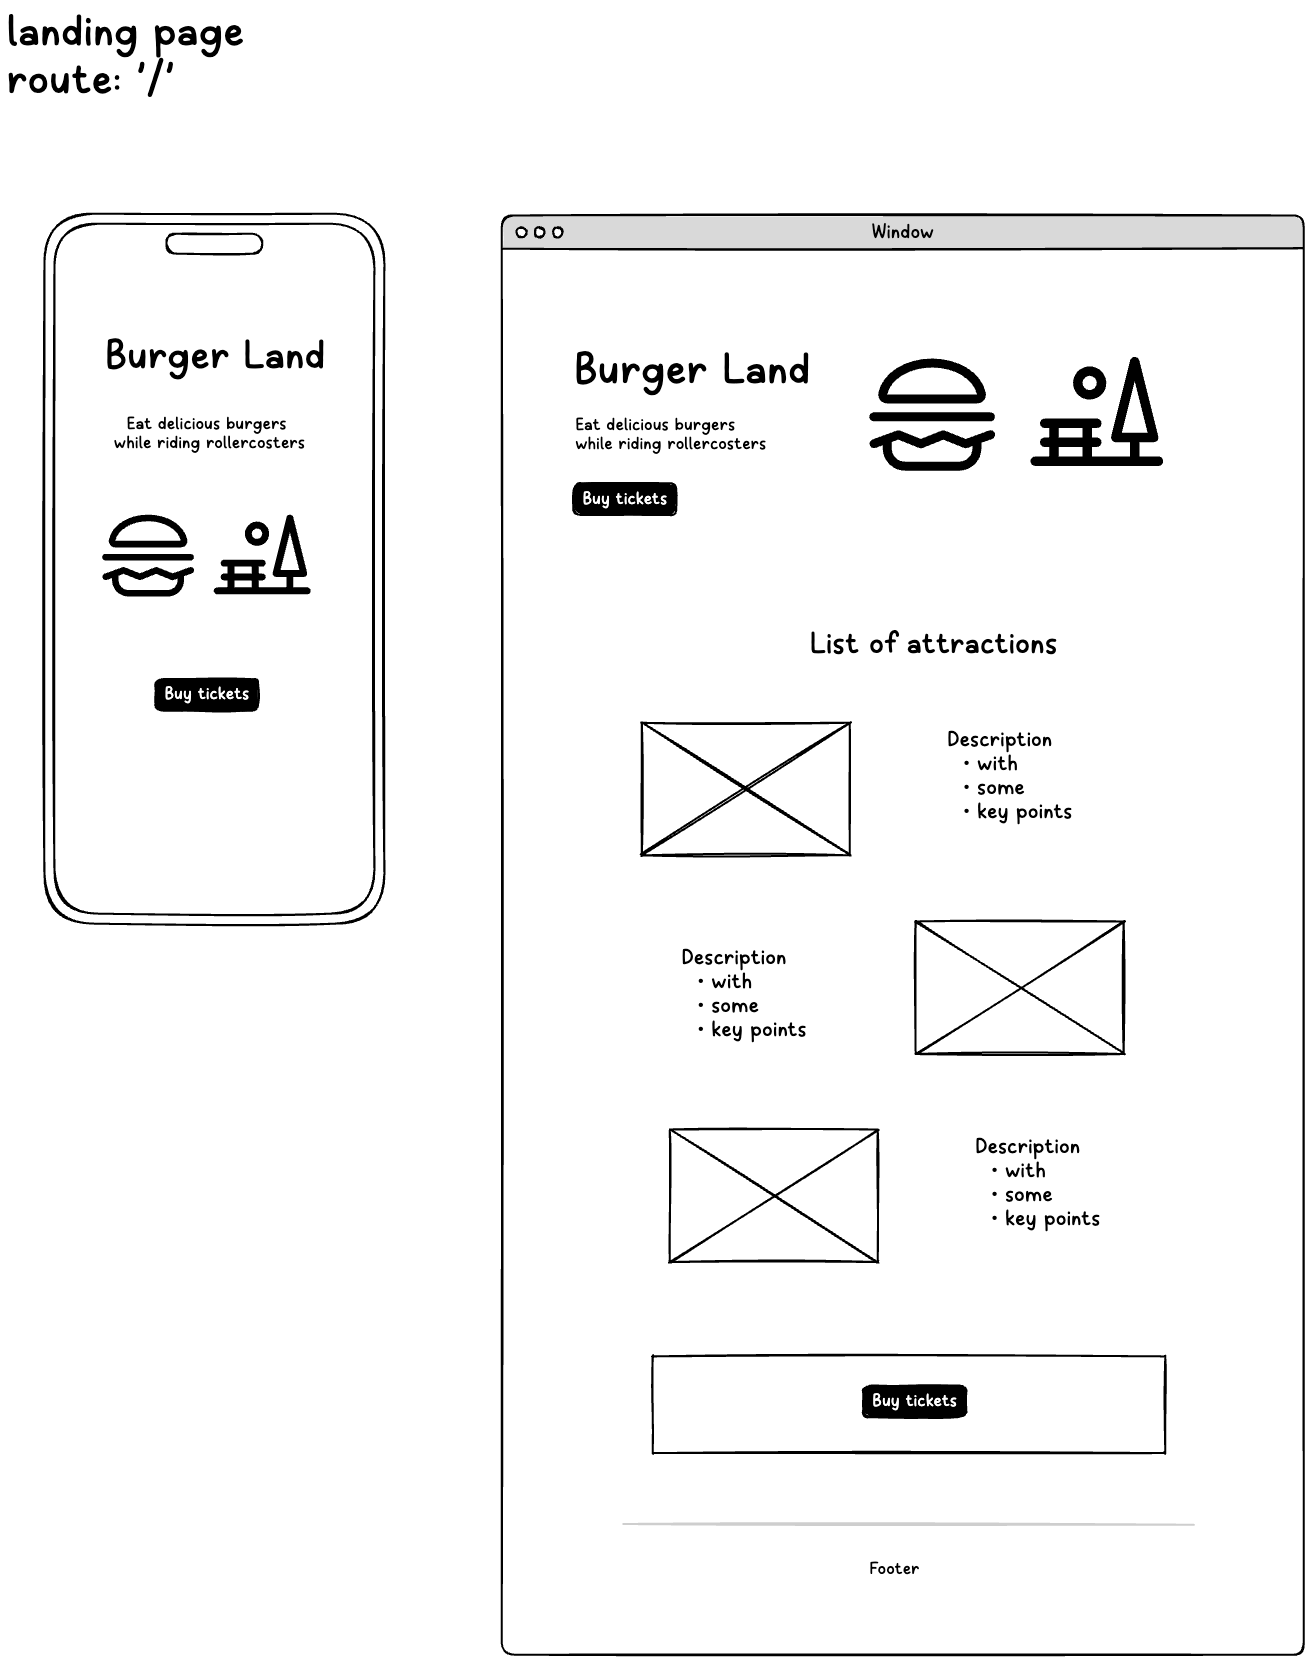 landing page
route: '/'
Burger Land
Eat delicious burgers
while riding rollercosters
Buy tickets
Window
Burger Land
Eat delicious burgers
while riding rollercosters
Buy tickets
List of attractions
Description
• with
• some
• key points
Description
• with
• some
• key points
Description
• with
• some
• key points
Buy tickets
Footer